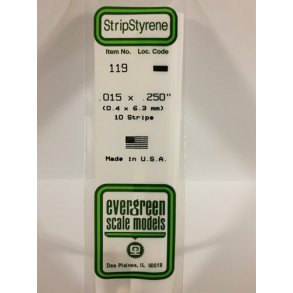 StripStyrene
Item No. Loc. Code
119
.015 x .250"
(0.4 x 6.3 mm)
10 Strips
Made in U.S.A.
evergreen
scale models
Des Plaines, IL 60018